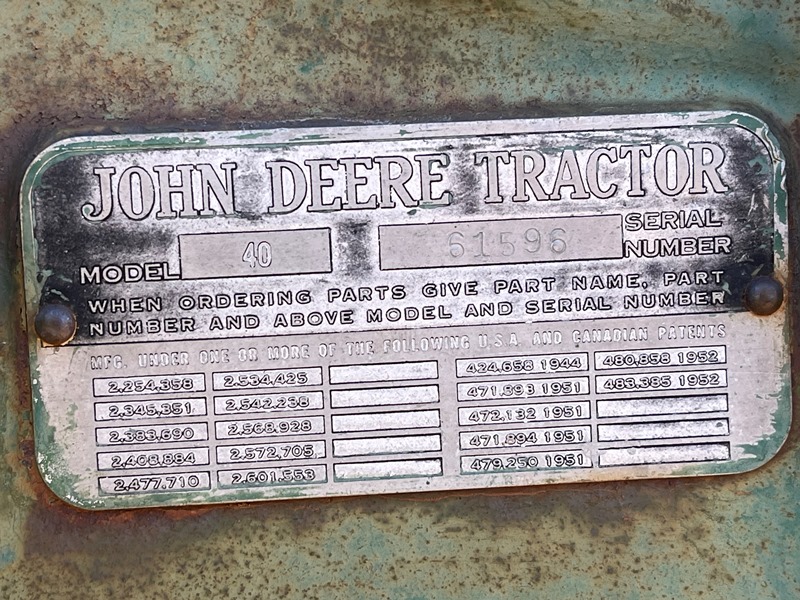 JOHN DEERE TRACTOR
MODEL 40 61596 SERIAL NUMBER
WHEN ORDERING PARTS GIVE PART NAME, PART
NUMBER AND ABOVE MODEL AND SERIAL NUMBER
MFG. UNDER ONE OR MORE OF THE FOLLOWING U.S.A. AND CANADIAN PATENTS
2,254,358 2,534,425 424,658 1944 480,858 1952
2,345,351 2,542,238 471,593 1951 483,385 1952
2,383,690 2,568,928 472,132 1951
2,408,884 2,572,705 471,894 1951
2,477,710 2,601,553 479,250 1951